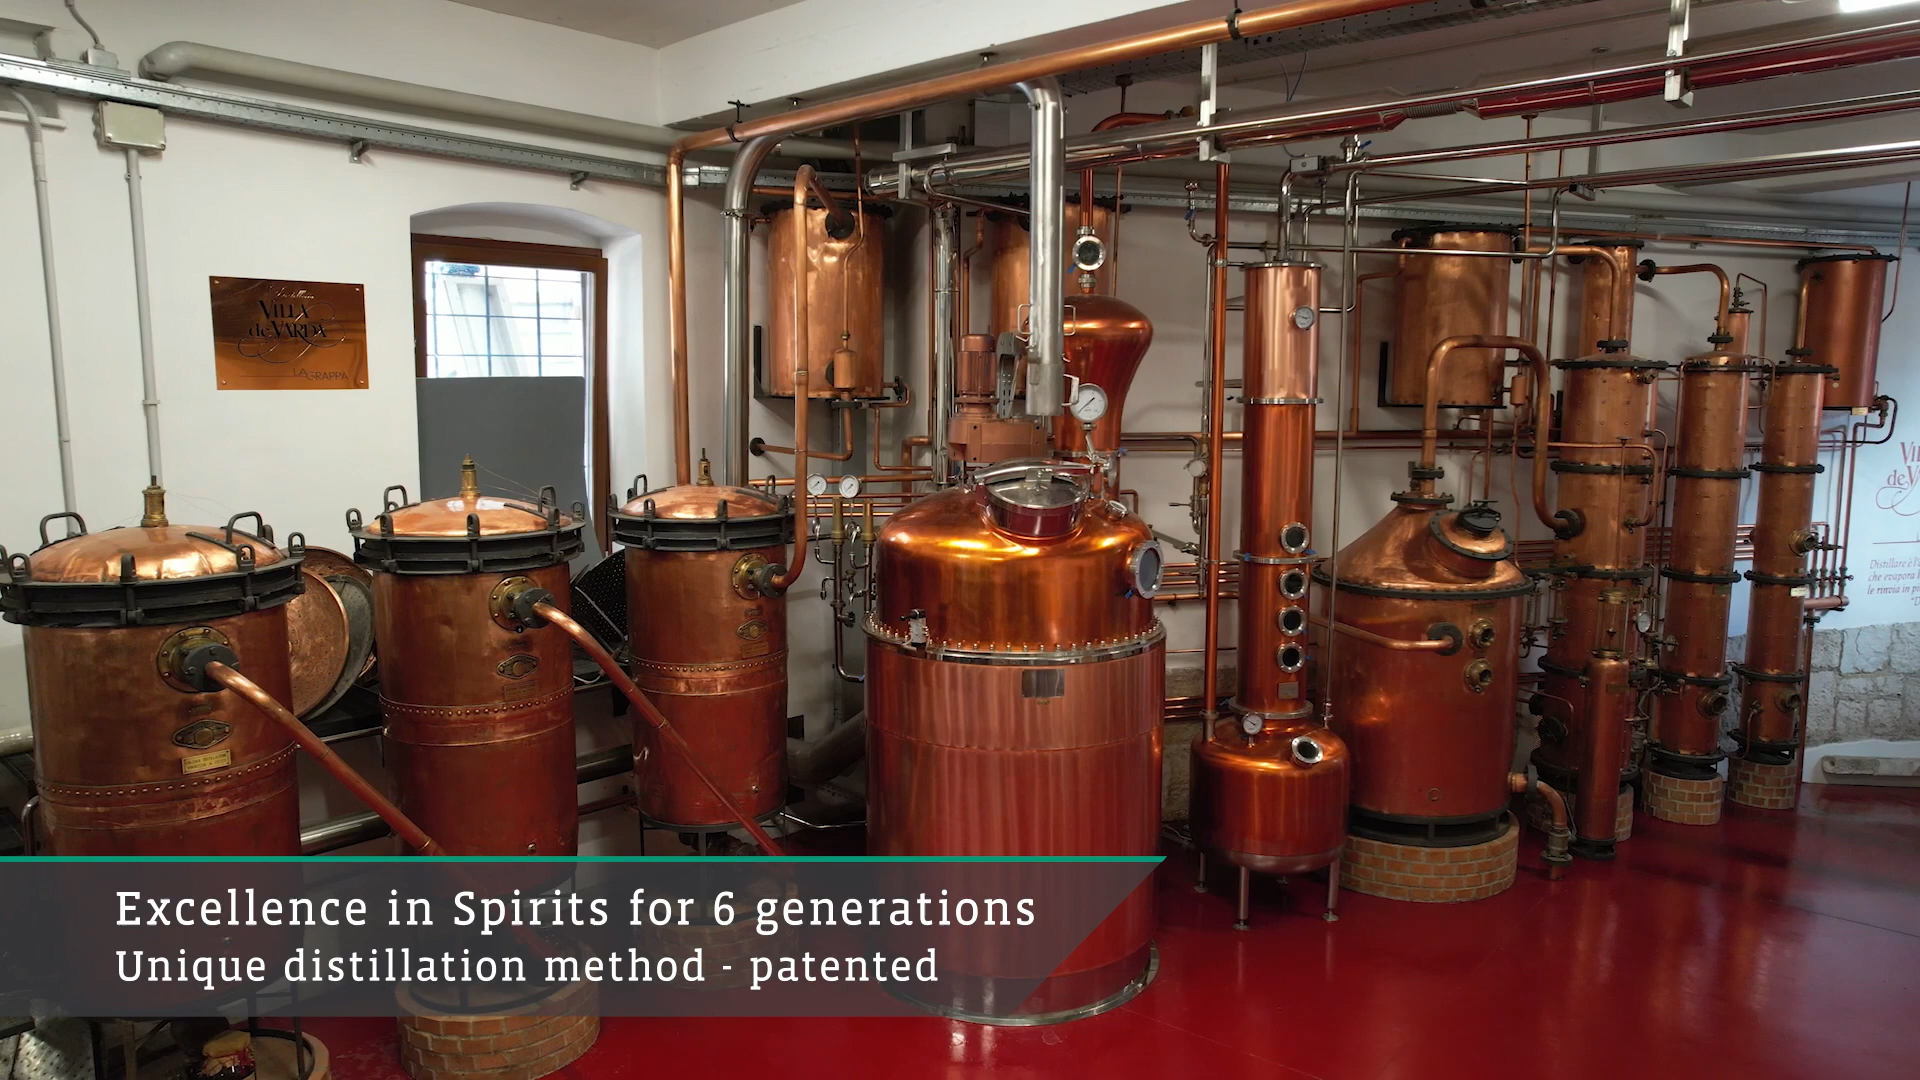 Distilleria
VILLA
de VARDA
LA GRAPPA
Distillare è l'
che evapora
le rinvia in
Excellence in Spirits for 6 generations
Unique distillation method - patented